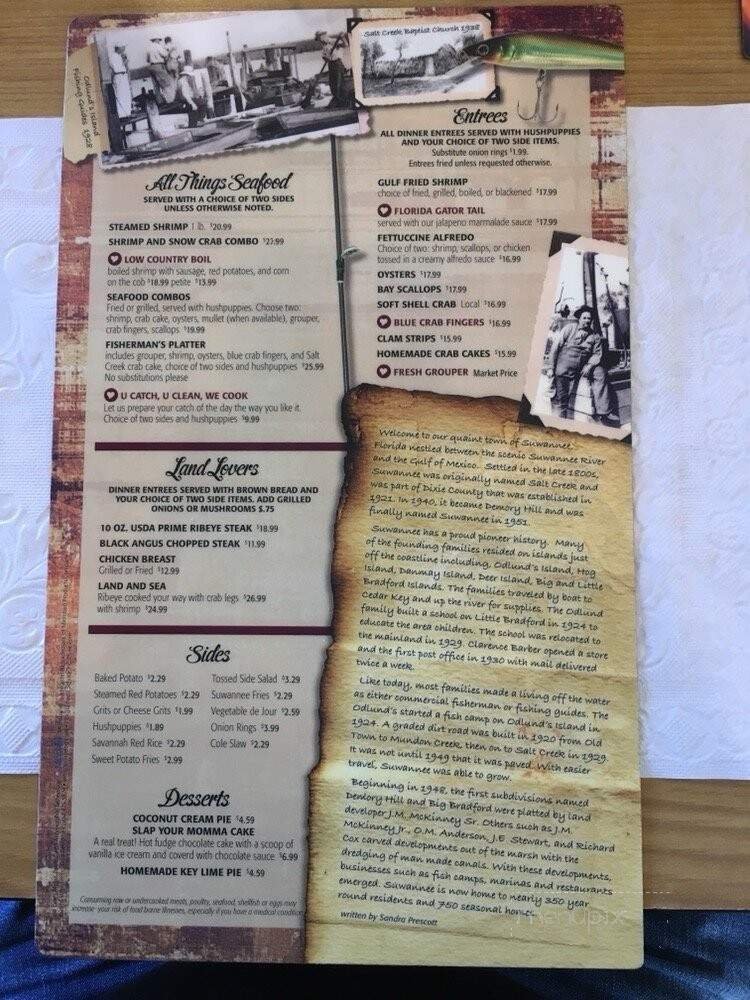 Odlund's Island
Fishing Guides 1928
Salt Creek Baptist Church 1938
All Things Seafood
SERVED WITH A CHOICE OF TWO SIDES
UNLESS OTHERWISE NOTED.
STEAMED SHRIMP 1 lb. $20.99
SHRIMP AND SNOW CRAB COMBO $27.99
LOW COUNTRY BOIL
boiled shrimp with sausage, red potatoes, and corn
on the cob $18.99 petite $13.99
SEAFOOD COMBOS
Fried or grilled, served with hushpuppies. Choose two:
shrimp, crab cake, oysters, mullet (when available), grouper,
crab fingers, scallops $19.99
FISHERMAN'S PLATTER
includes grouper, shrimp, oysters, blue crab fingers, and Salt
Creek crab cake, choice of two sides and hushpuppies $25.99
No substitutions please
U CATCH, U CLEAN, WE COOK
Let us prepare your catch of the day the way you like it.
Choice of two sides and hushpuppies $9.99
Land Lovers
DINNER ENTREES SERVED WITH BROWN BREAD AND
YOUR CHOICE OF TWO SIDE ITEMS. ADD GRILLED
ONIONS OR MUSHROOMS $.75
10 OZ. USDA PRIME RIBEYE STEAK $18.99
BLACK ANGUS CHOPPED STEAK $11.99
CHICKEN BREAST
Grilled or Fried $12.99
LAND AND SEA
Ribeye cooked your way with crab legs $26.99
with shrimp $24.99
Sides
Baked Potato $2.29
Steamed Red Potatoes $2.29
Grits or Cheese Grits $1.99
Hushpuppies $1.89
Savannah Red Rice $2.29
Sweet Potato Fries $2.99
Tossed Side Salad $3.29
Suwannee Fries $2.29
Vegetable de Jour $2.59
Onion Rings $3.99
Cole Slaw $2.29
Desserts
COCONUT CREAM PIE $4.59
SLAP YOUR MOMMA CAKE
A real treat! Hot fudge chocolate cake with a scoop of
vanilla ice cream and coverd with chocolate sauce $6.99
HOMEMADE KEY LIME PIE $4.59
Consuming raw or undercooked meats, poultry, seafood, shellfish or eggs may
increase your risk of food borne illnesses, especially if you have a medical condition
Entrees
ALL DINNER ENTREES SERVED WITH HUSHPUPPIES
AND YOUR CHOICE OF TWO SIDE ITEMS.
Substitute onion rings $1.99.
Entrees fried unless requested otherwise.
GULF FRIED SHRIMP
choice of fried, grilled, boiled, or blackened $17.99
FLORIDA GATOR TAIL
served with our jalapeno marmalade sauce $17.99
FETTUCCINE ALFREDO
Choice of two: shrimp, scallops, or chicken
tossed in a creamy alfredo sauce $16.99
OYSTERS $17.99
BAY SCALLOPS $17.99
SOFT SHELL CRAB Local $16.99
BLUE CRAB FINGERS $16.99
CLAM STRIPS $15.99
HOMEMADE CRAB CAKES $15.99
FRESH GROUPER Market Price
Welcome to our quaint town of Suwannee,
Florida nestled between the scenic Suwannee River
and the Gulf of Mexico. Settled in the late 1800s,
Suwannee was originally named Salt Creek and
was part of Dixie County that was established in
1921. In 1940, it became Demory Hill and was
finally named Suwannee in 1951.
Suwannee has a proud pioneer history. Many
of the founding families resided on islands just
off the coastline including, Odlund's Island, Hog
Island, Danmay Island, Deer Island, Big and Little
Bradford Islands. The families traveled by boat to
Cedar Key and up the river for supplies. The Odlund
family built a school on Little Bradford in 1924 to
educate the area children. The school was relocated to
the mainland in 1929. Clarence Barber opened a store
and the first post office in 1930 with mail delivered
twice a week.
Like today, most families made a living off the water
as either commercial fisherman or fishing guides. The
Odlund's started a fish camp on Odlund's Island in
1924. A graded dirt road was built in 1920 from Old
Town to Mundon Creek, then on to Salt Creek in 1929.
It was not until 1949 that it was paved. With easier
travel, Suwannee was able to grow.
Beginning in 1948, the first subdivisions named
Demory Hill and Big Bradford were platted by land
developer J.M. McKinney Sr. Others such as J.M.
McKinney Jr., O.M. Anderson, J.E. Stewart, and Richard
Cox carved developments out of the marsh with the
dredging of man made canals. With these developments,
businesses such as fish camps, marinas and restaurants
emerged. Suwannee is now home to nearly 350 year
round residents and 750 seasonal homes.
written by Sandra Prescott
menupix